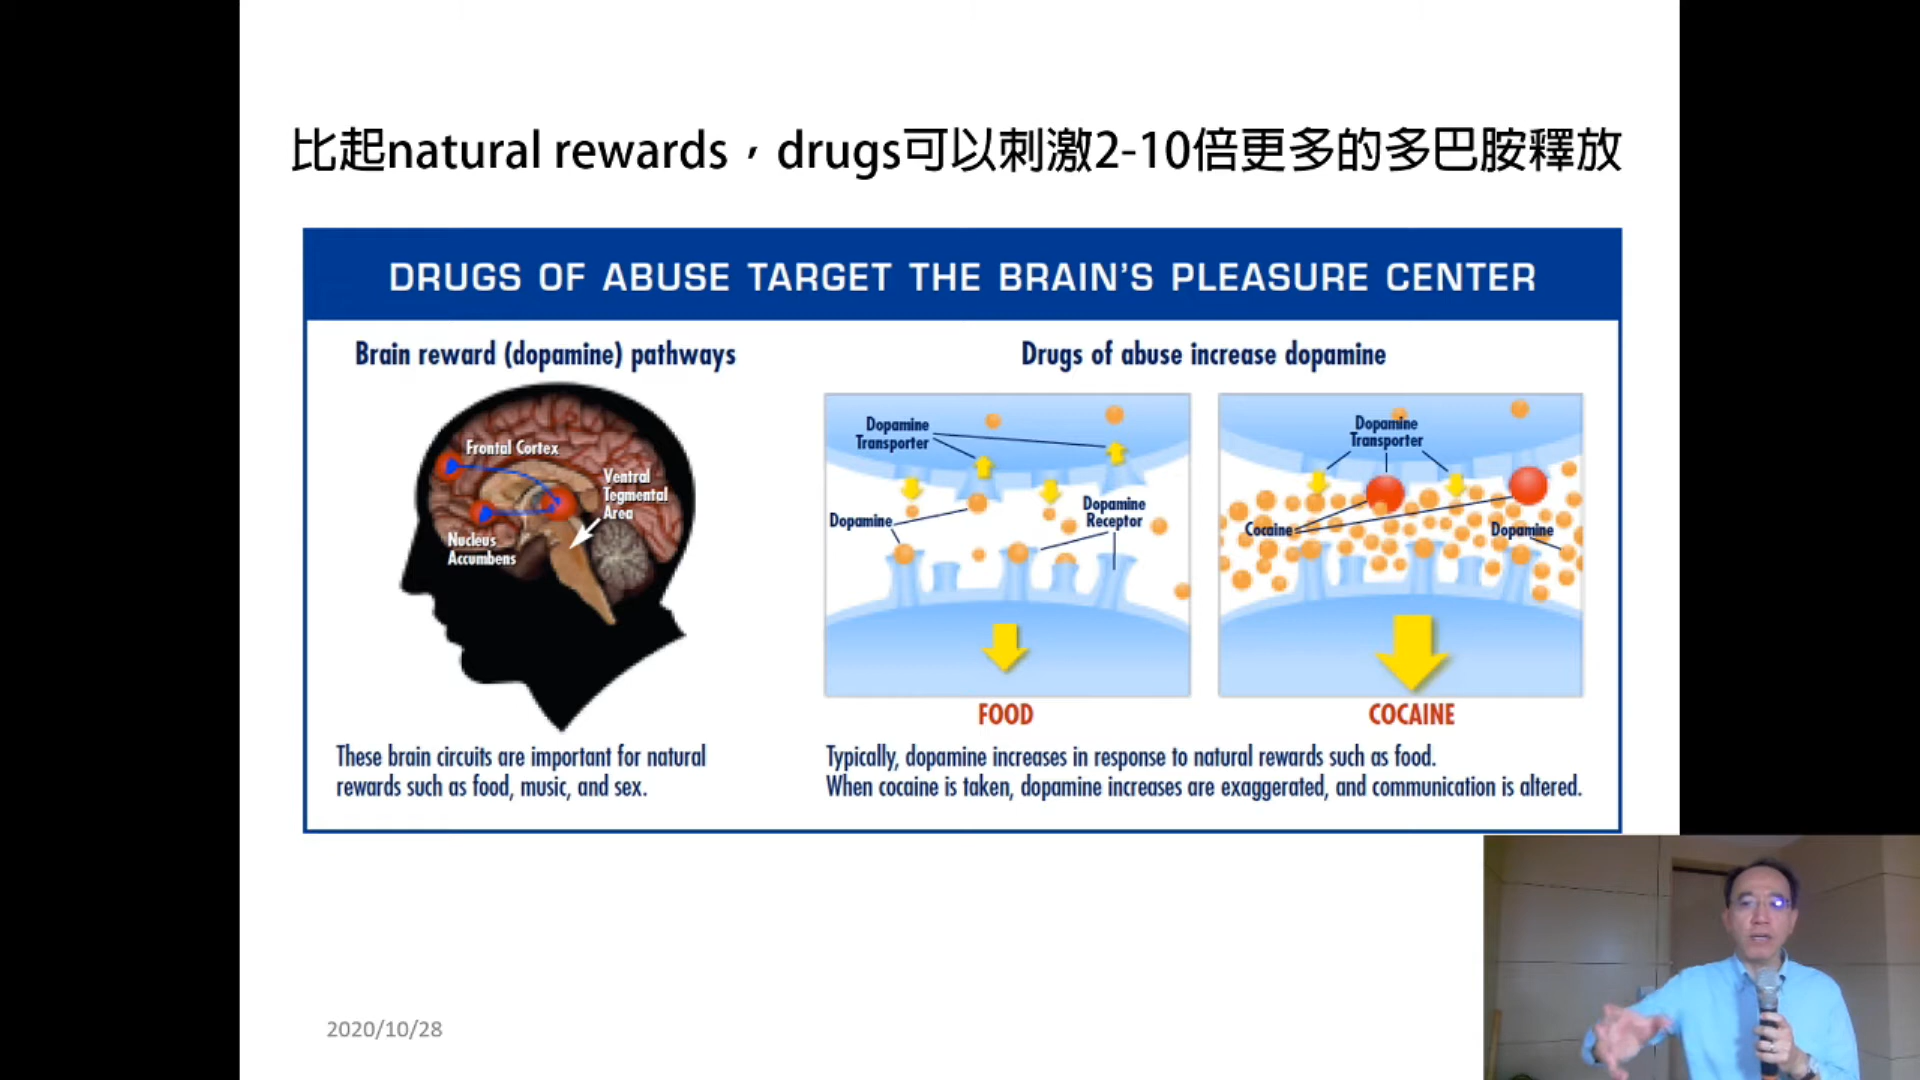 比起natural rewards，drugs可以刺激2-10倍更多的多巴胺釋放
DRUGS OF ABUSE TARGET THE BRAIN'S PLEASURE CENTER
Brain reward (dopamine) pathways
Frontal Cortex
Ventral
Tegmental
Area
Nucleus
Accumbens
These brain circuits are important for natural
rewards such as food, music, and sex.
Drugs of abuse increase dopamine
Dopamine
Transporter
Dopamine
Dopamine
Receptor
FOOD
Dopamine
Transporter
Cocaine
Dopamine
COCAINE
Typically, dopamine increases in response to natural rewards such as food.
When cocaine is taken, dopamine increases are exaggerated, and communication is altered.
2020/10/28